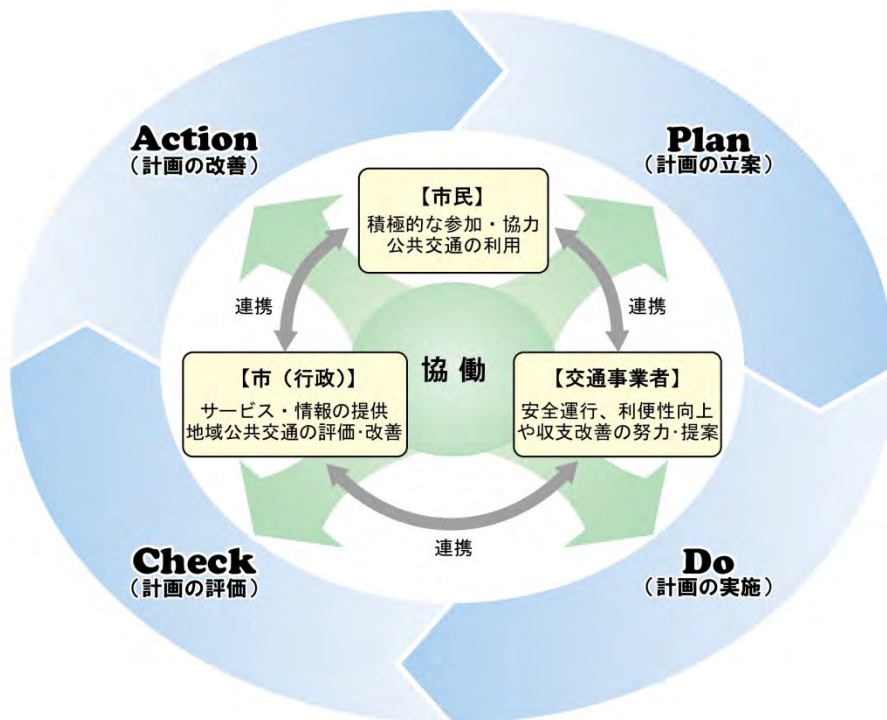 Action
（計画の改善）
Plan
（計画の立案）
【市民】
積極的な参加・協力
公共交通の利用
連携
連携
協働
【市（行政）】
サービス・情報の提供
地域公共交通の評価・改善
【交通事業者】
安全運行、利便性向上
や収支改善の努力・提案
連携
Check
（計画の評価）
Do
（計画の実施）